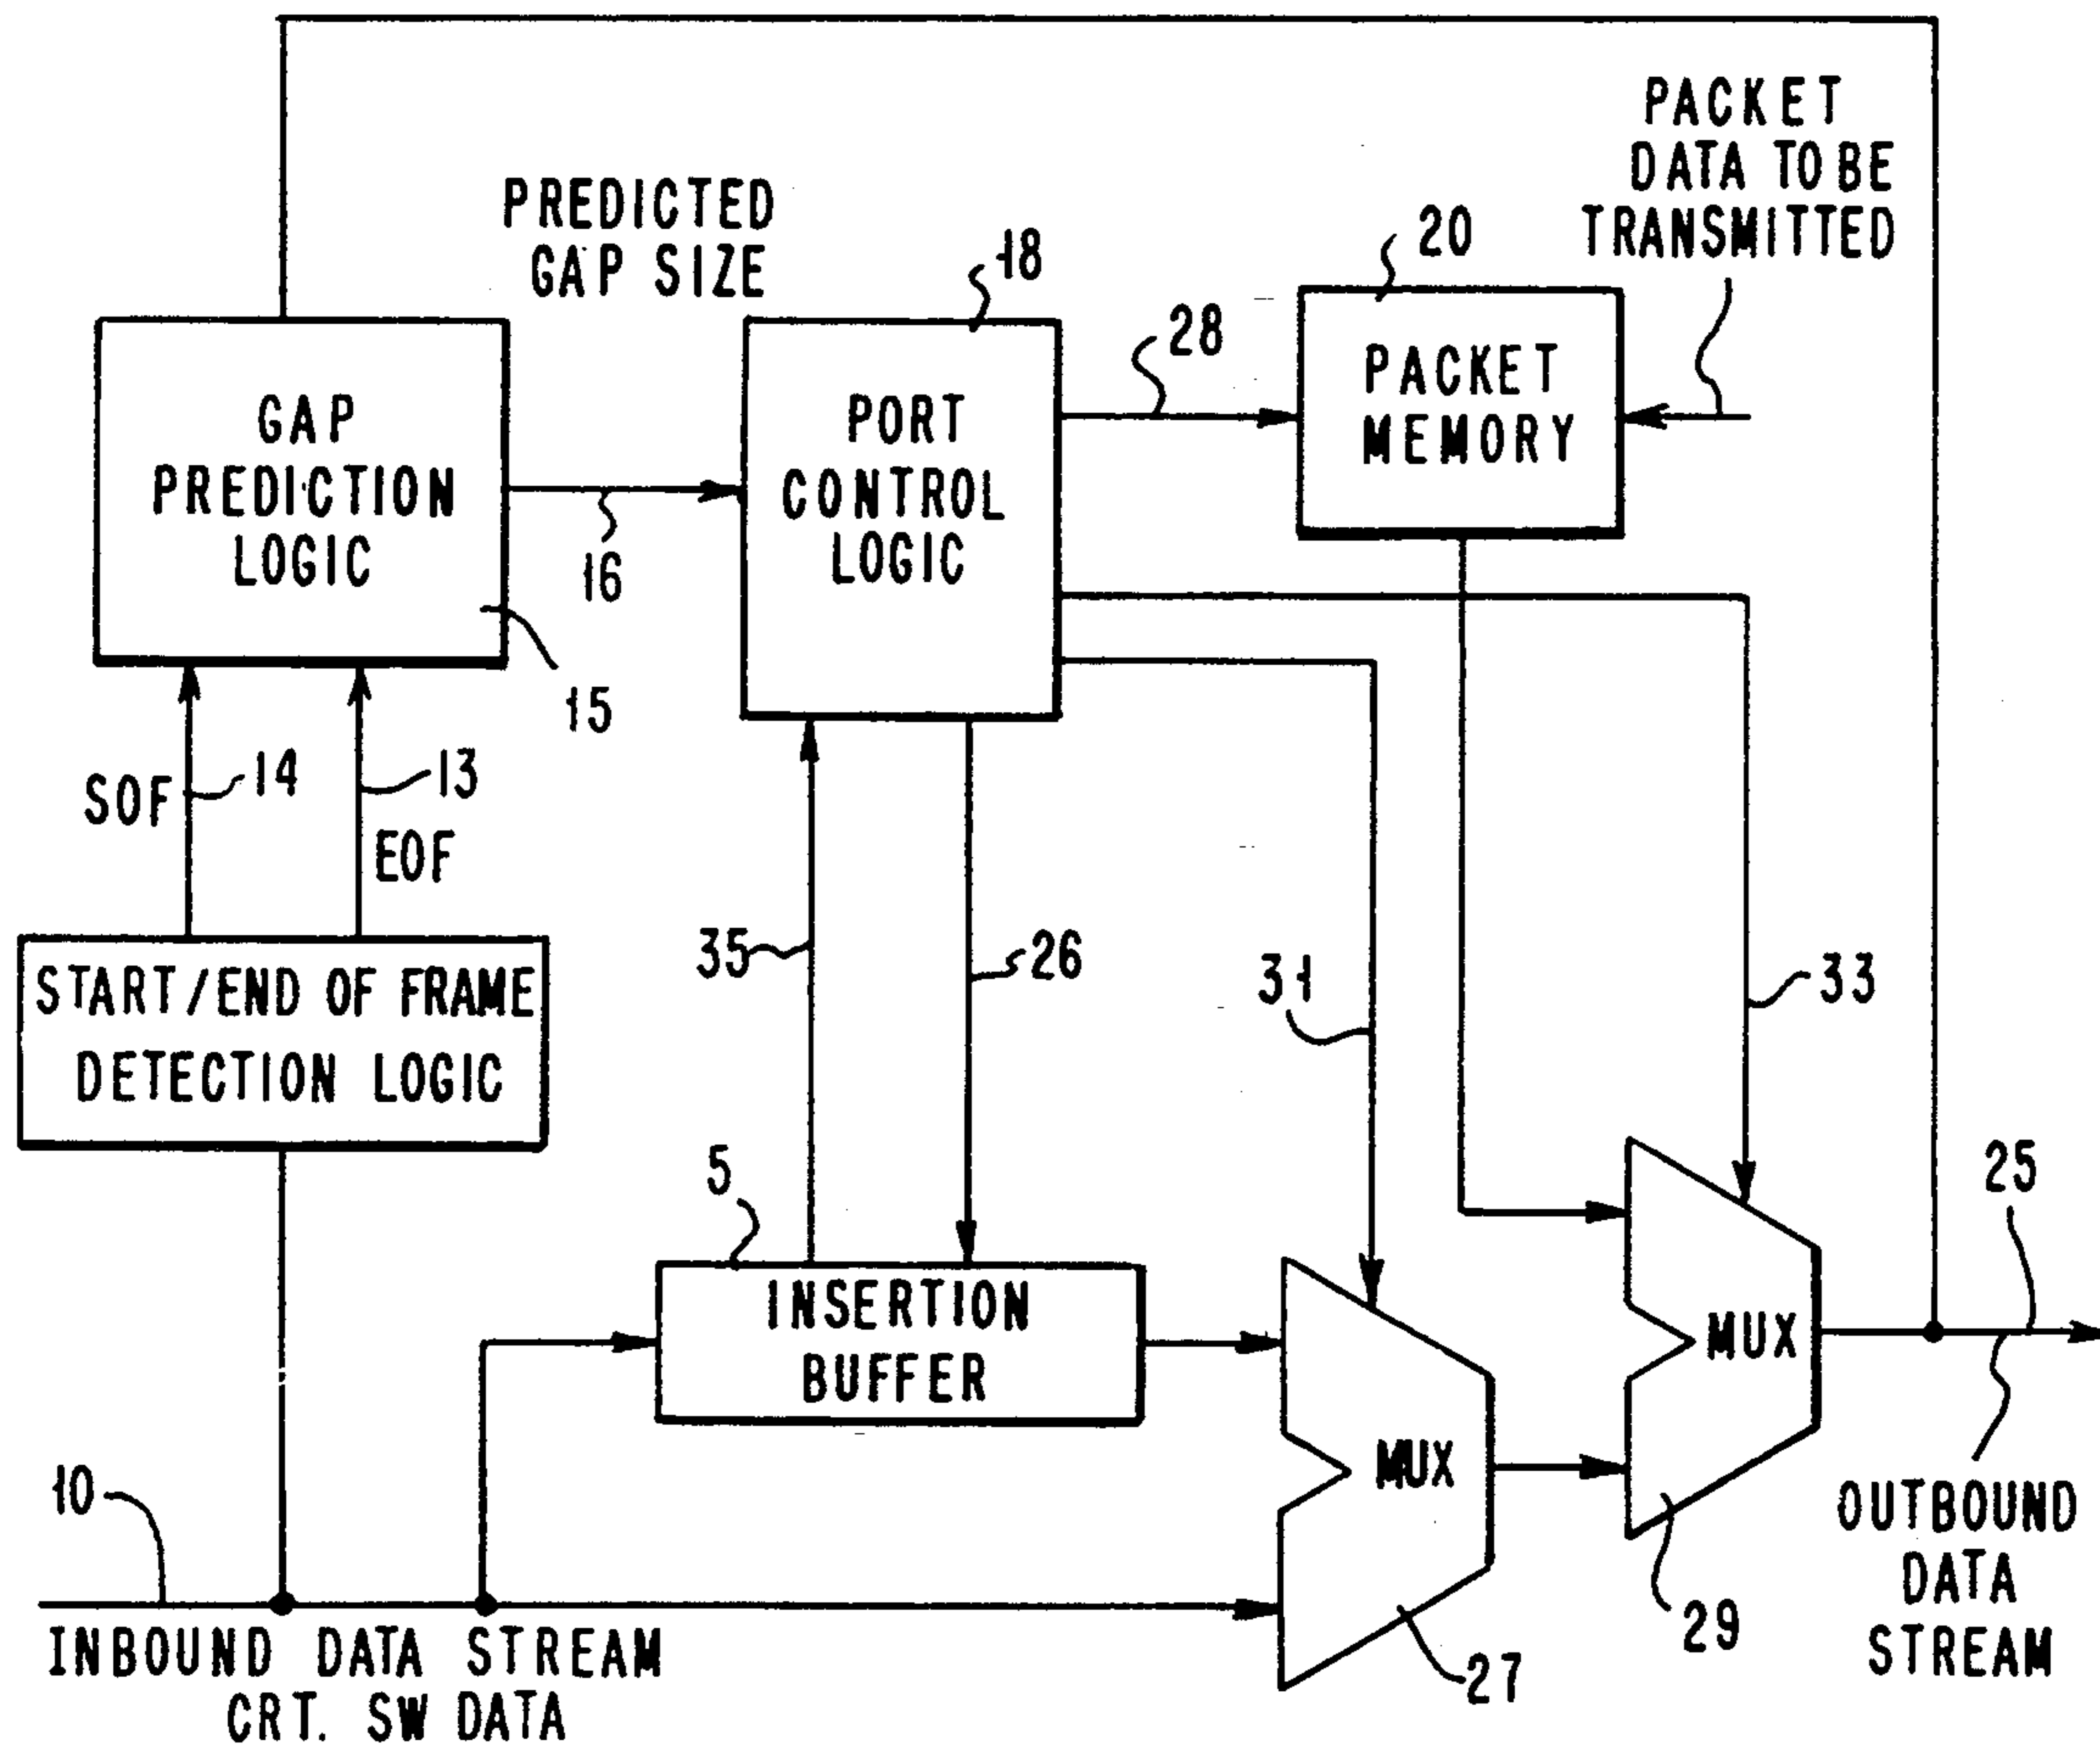 PACKET
DATA TO BE
TRANSMITTED
PREDICTED
GAP SIZE
18
20
28
GAP
PREDICTION
LOGIC
PORT
CONTROL
LOGIC
PACKET
MEMORY
16
15
SOF
14
13
EOF
35
26
31
33
START/END OF FRAME
DETECTION LOGIC
5
25
INSERTION
BUFFER
MUX
MUX
10
OUTBOUND
DATA
STREAM
29
27
INBOUND DATA STREAM
CRT. SW DATA